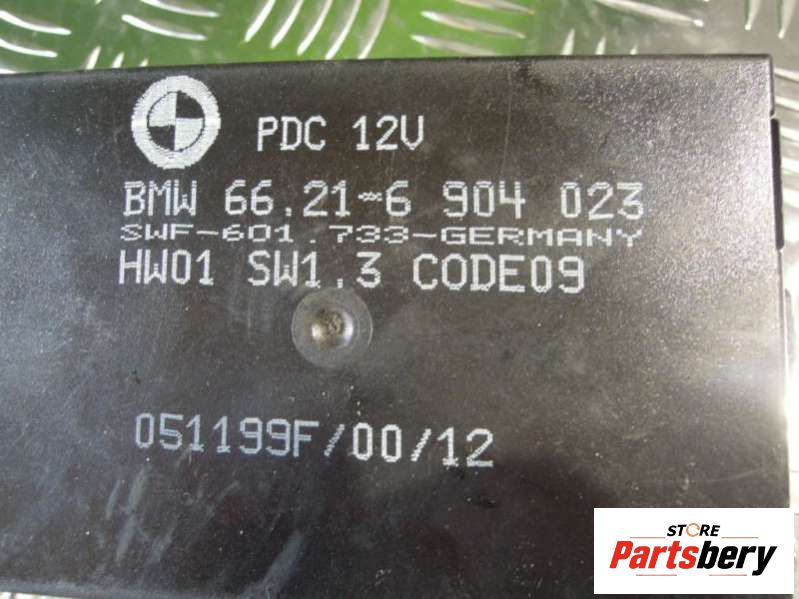 PDC 12V
BMW 66.21-6 904 023
SWF-601.733-GERMANY
HW01 SW1.3 CODE09
051199F/00/12
STORE
Partsbery